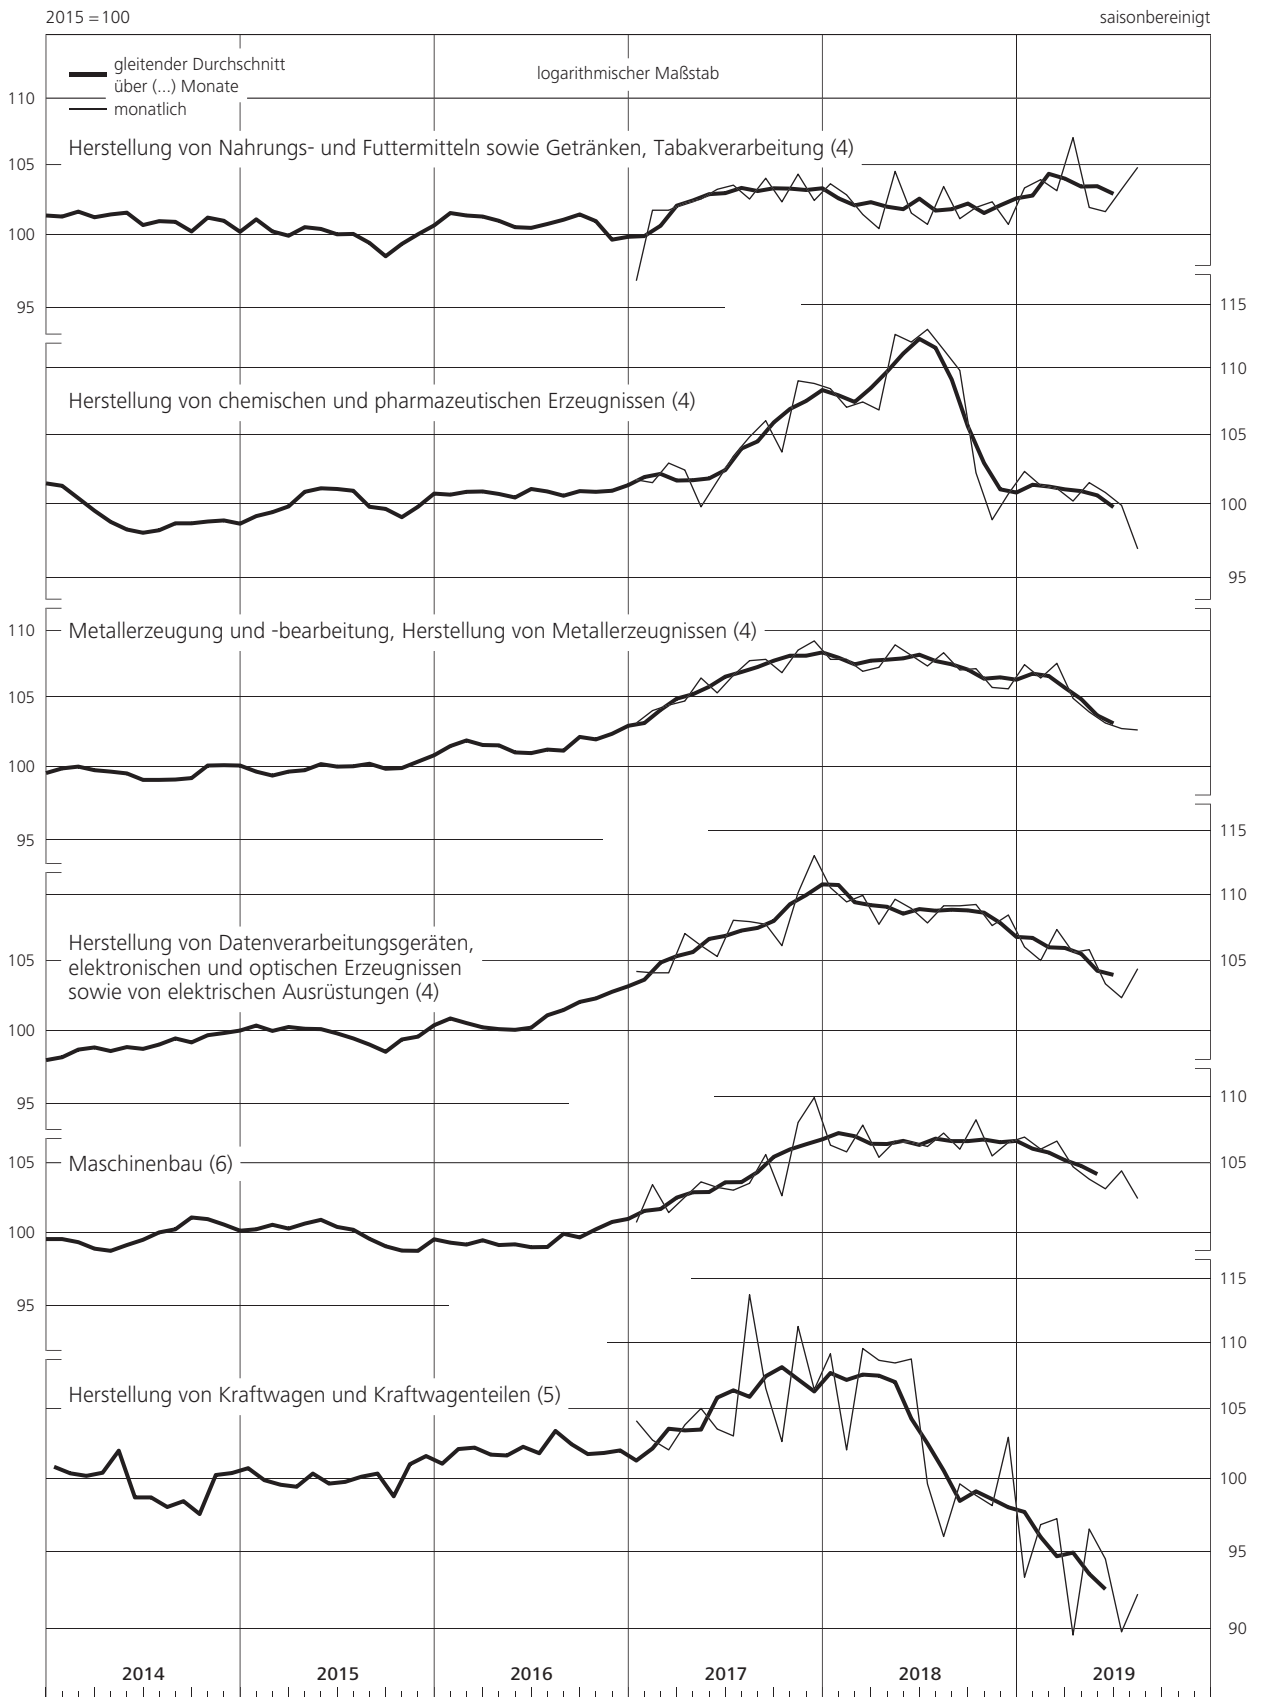 2015 = 100
saisonbereinigt
gleitender Durchschnitt
über (...) Monate
monatlich
logarithmischer Maßstab
110
Herstellung von Nahrungs- und Futtermitteln sowie Getränken, Tabakverarbeitung (4)
105
100
95
115
110
Herstellung von chemischen und pharmazeutischen Erzeugnissen (4)
105
100
95
110
Metallerzeugung und -bearbeitung, Herstellung von Metallerzeugnissen (4)
105
100
95
115
110
Herstellung von Datenverarbeitungsgeräten,
elektronischen und optischen Erzeugnissen
sowie von elektrischen Ausrüstungen (4)
105
105
100
95
110
105
Maschinenbau (6)
105
100
95
115
110
Herstellung von Kraftwagen und Kraftwagenteilen (5)
105
100
95
90
2014 2015 2016 2017 2018 2019